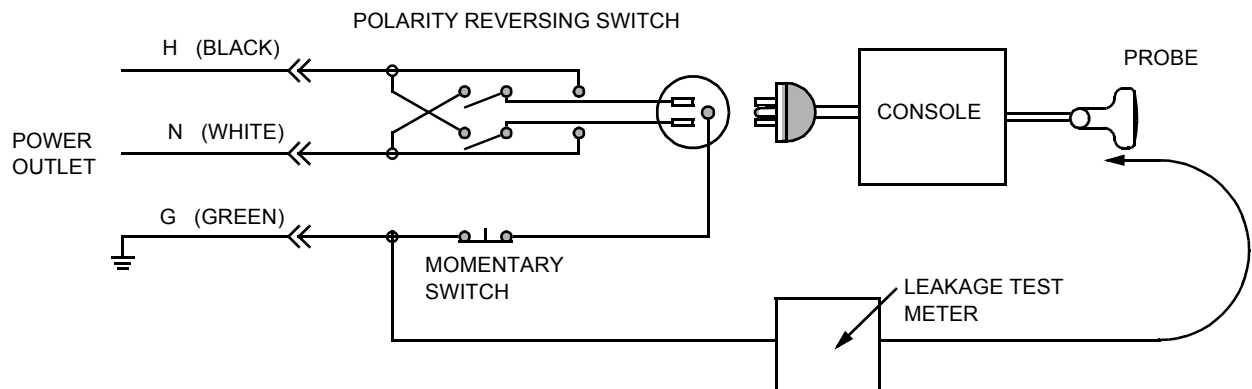 POLARITY REVERSING SWITCH
H (BLACK)
PROBE
CONSOLE
N (WHITE)
POWER
OUTLET
G (GREEN)
MOMENTARY
SWITCH
LEAKAGE TEST
METER